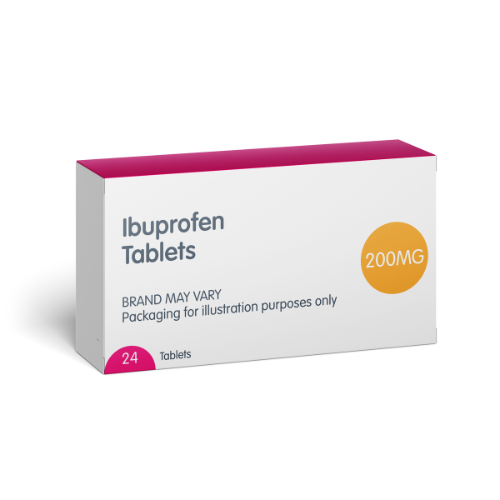 Ibuprofen
Tablets
200MG
BRAND MAY VARY
Packaging for illustration purposes only
24 Tablets